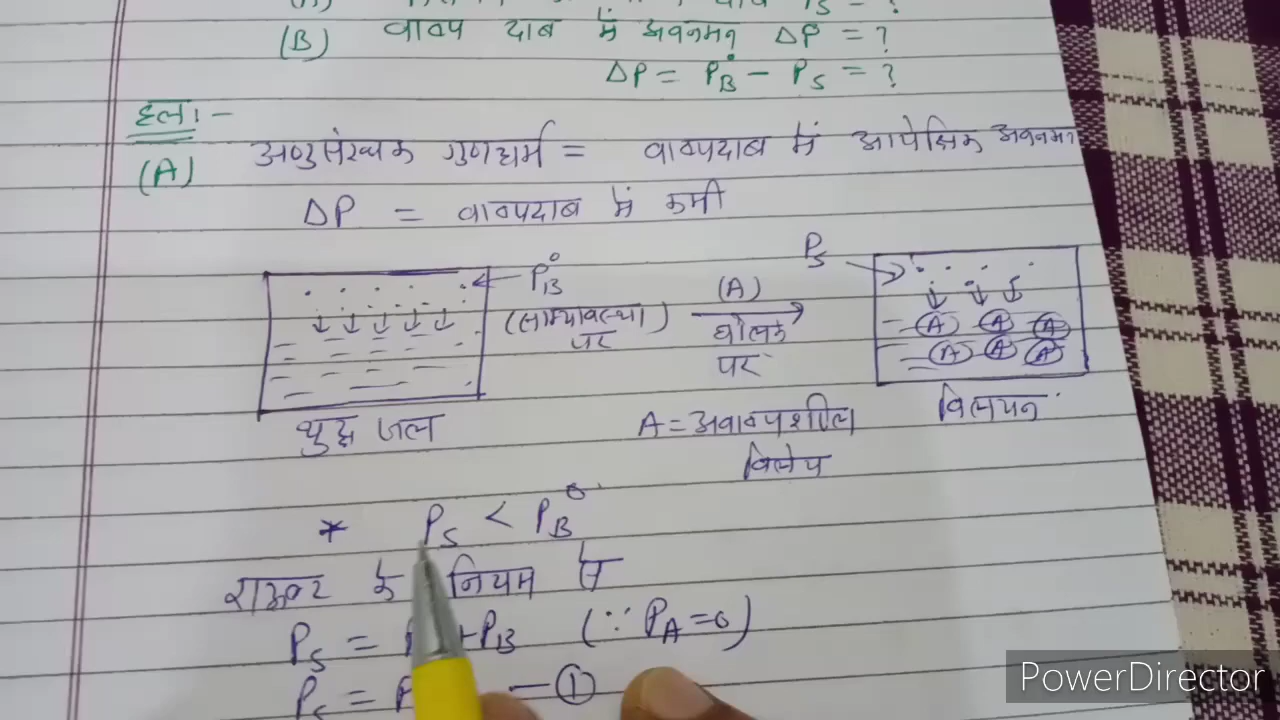 (B) वाष्प दाब में अवनमन ΔP = ?
ΔP = P°B - PS = ?
हल :-
(A) अणुसंख्यक गुणधर्म = वाष्पदाब में आपेक्षिक अवनमन
ΔP = वाष्पदाब में कमी
P°B
PS
(साम्यावस्था) पर
(A)
घोलने
पर
शुद्ध जल
A A A
A A A
विलयन
A = अवाष्पशील
विलेय
* PS < P°B
राऊल्ट के नियम से
PS = +PB (∵ PA = 0)
PS = P — ①
PowerDirector